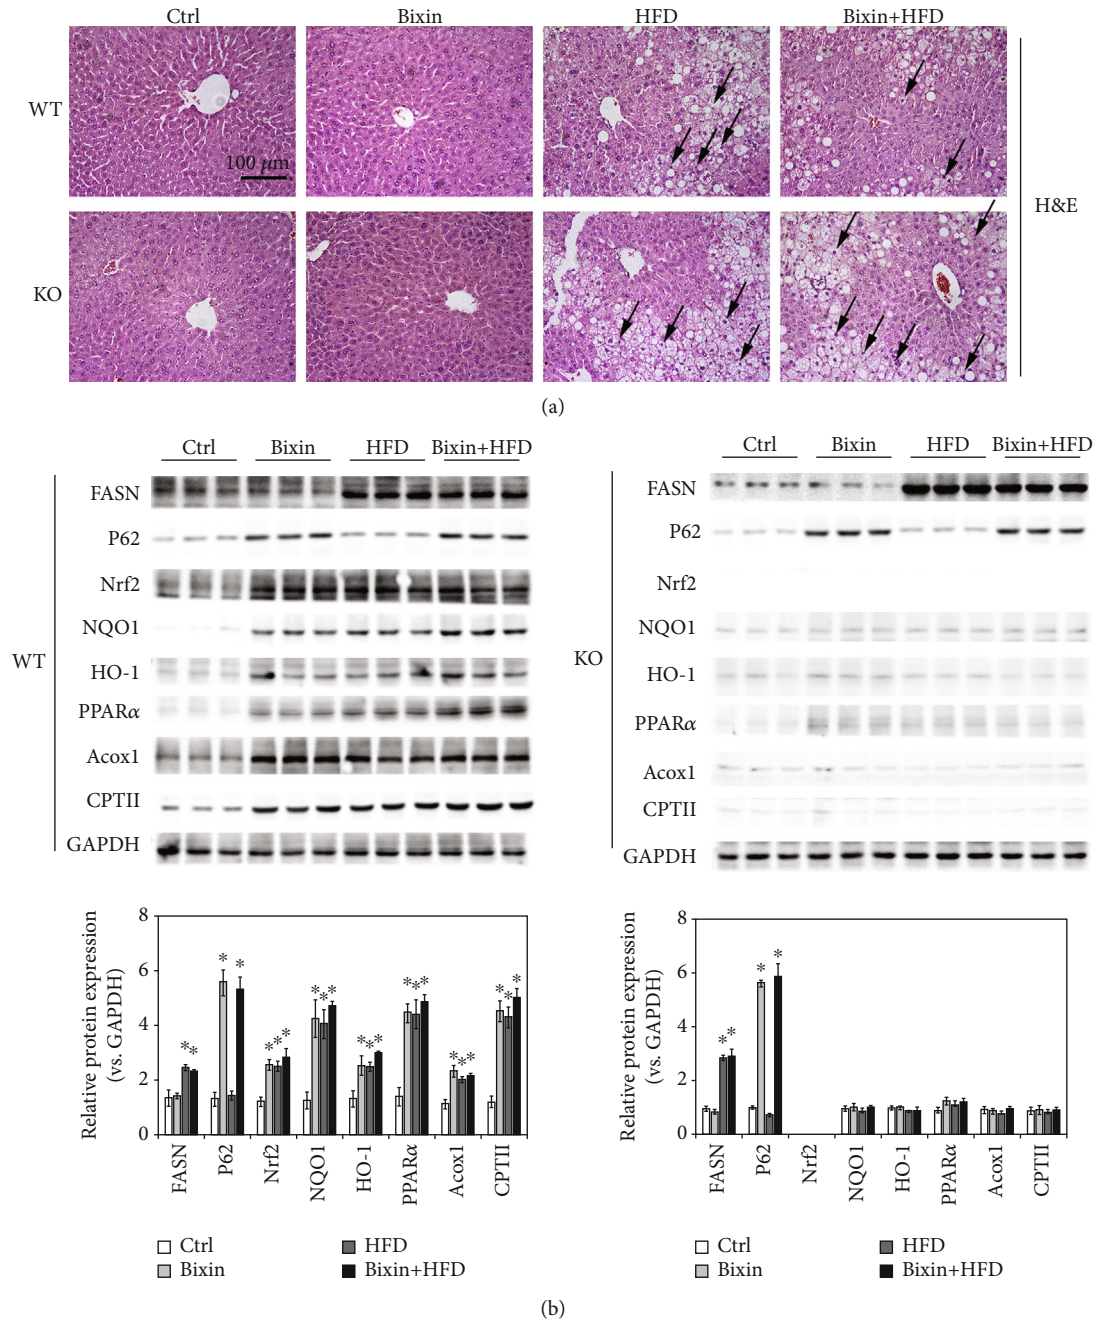 Ctrl Bixin HFD Bixin+HFD
WT
100 μm
H&E
KO
(a)
Ctrl Bixin HFD Bixin+HFD
FASN
P62
Nrf2
NQO1
WT
HO-1
PPARα
Acox1
CPTII
GAPDH
Ctrl Bixin HFD Bixin+HFD
FASN
P62
Nrf2
NQO1
KO
HO-1
PPARα
Acox1
CPTII
GAPDH
Relative protein expression
(vs. GAPDH)
8
6
4
2
0
* * * * * * * * * * * * * * * * * * * * * *
FASN P62 Nrf2 NQO1 HO-1 PPARα Acox1 CPTII
Ctrl HFD
Bixin Bixin+HFD
Relative protein expression
(vs. GAPDH)
8
6
4
2
0
* * * *
FASN P62 Nrf2 NQO1 HO-1 PPARα Acox1 CPTII
Ctrl HFD
Bixin Bixin+HFD
(b)